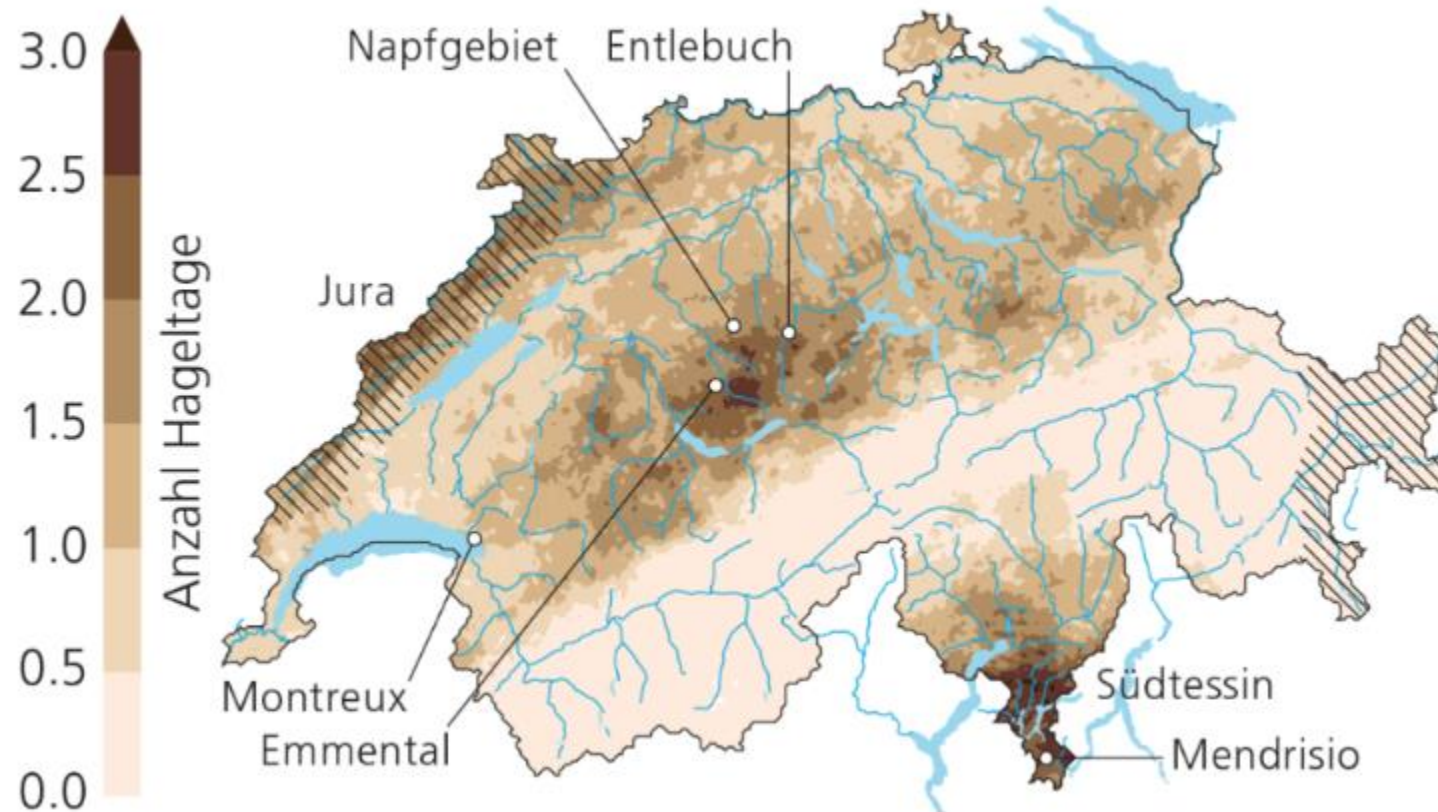 3.0
2.5
2.0
1.5
1.0
0.5
0.0
Anzahl Hageltage
Napfgebiet
Entlebuch
Jura
Montreux
Emmental
Südtessin
Mendrisio